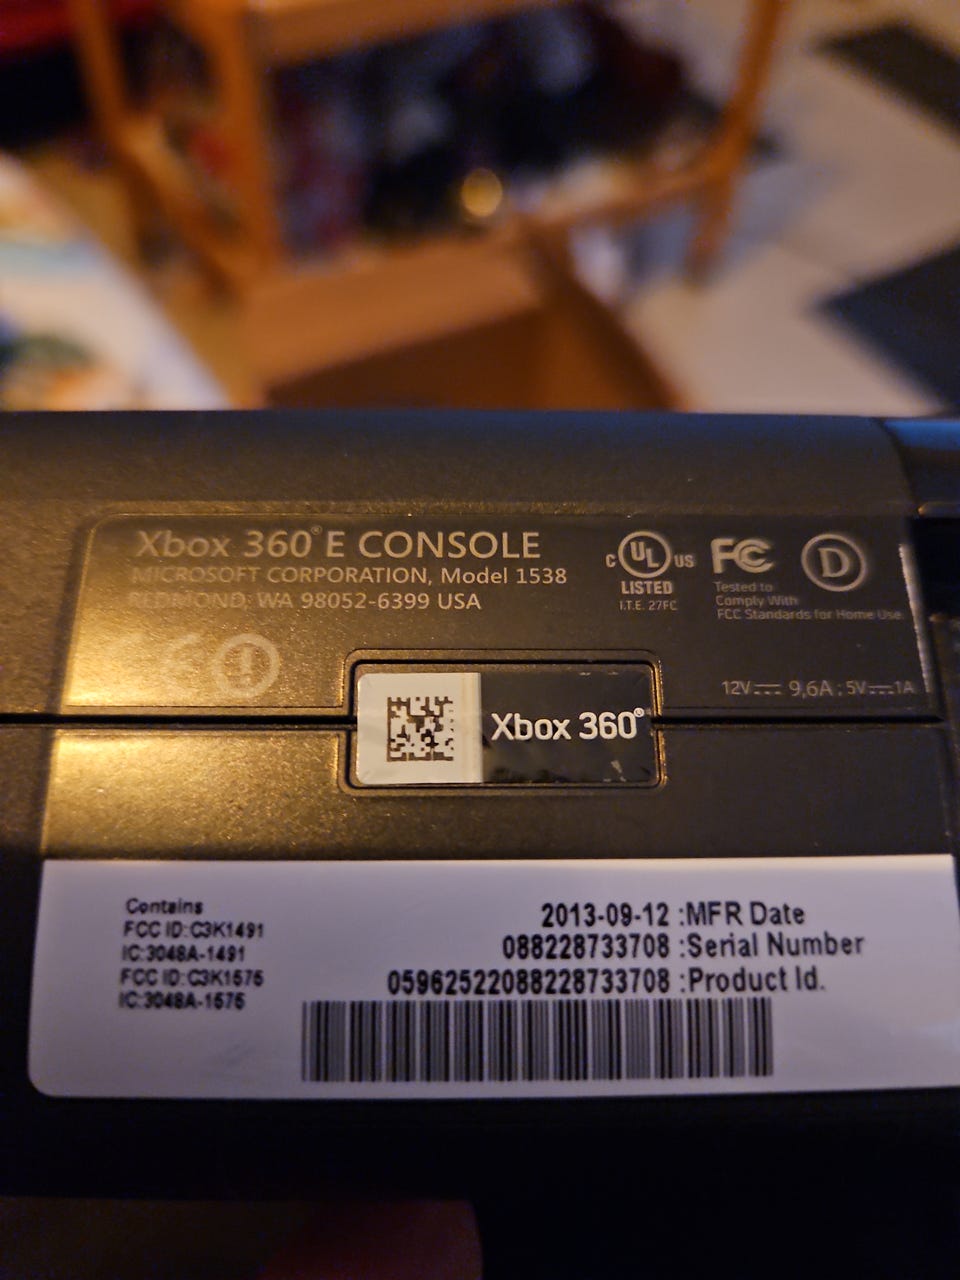 Xbox 360® E CONSOLE
MICROSOFT CORPORATION, Model 1538
REDMOND, WA 98052-6399 USA
C UL US
LISTED
I.T.E. 27FC
FC
Tested to
Comply With
FCC Standards for Home Use
D
CE
12V⎓ 9,6A : 5V⎓1A
Xbox 360®
Contains
FCC ID:C3K1491
IC:3048A-1491
FCC ID:C3K1575
IC:3048A-1575
2013-09-12 :MFR Date
088228733708 :Serial Number
05962522088228733708 :Product Id.